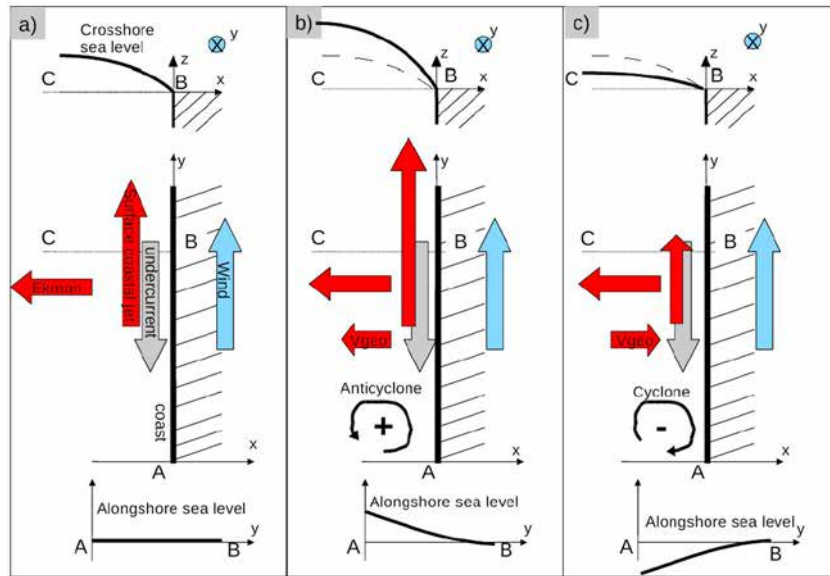 a)
Crosshore
sea level
y
z
x
C
B
y
C
B
Ekman
Surface coastal jet
undercurrent
Wind
coast
x
A
Alongshore sea level
A
B
y
b)
y
z
x
C
B
y
C
B
Vgeo
Anticyclone
+
x
A
Alongshore sea level
A
B
y
c)
y
z
x
C
B
y
C
B
Vgeo
Cyclone
-
x
A
Alongshore sea level
A
B
y